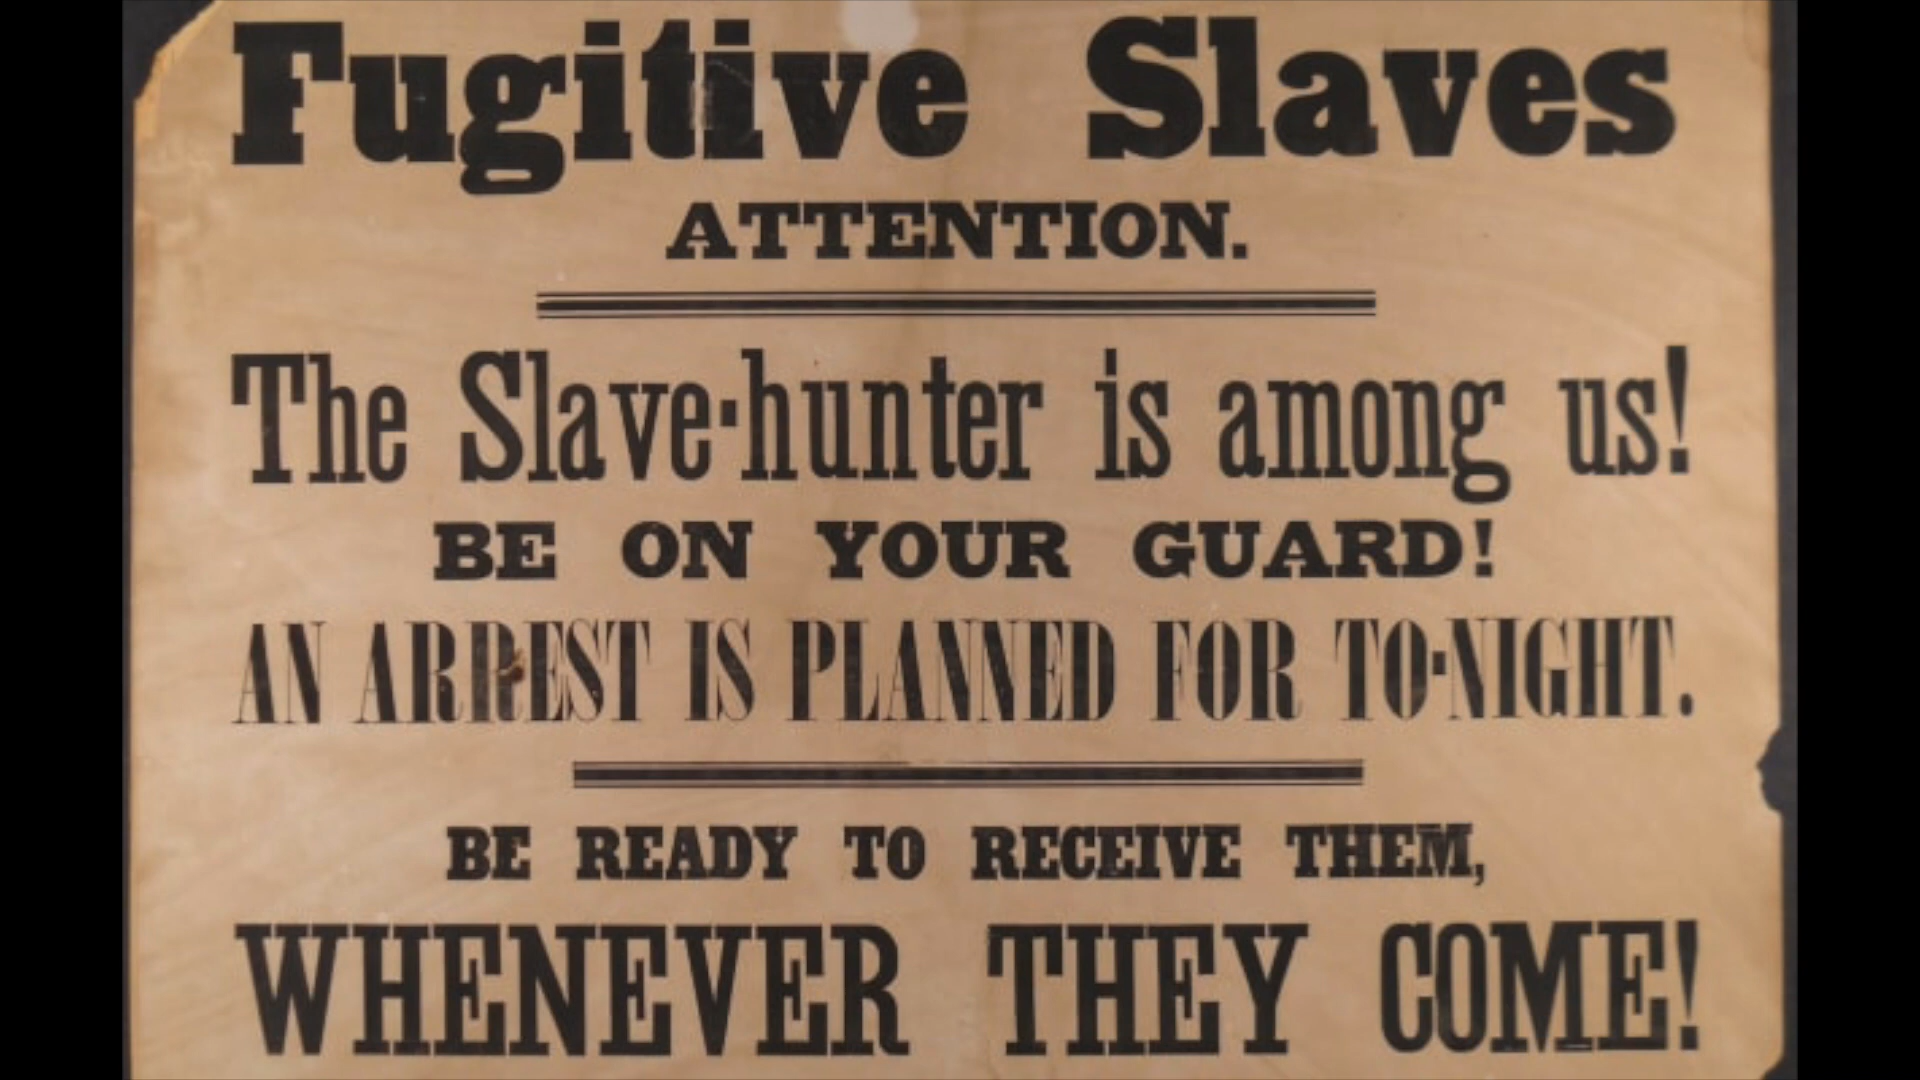 Fugitive Slaves
ATTENTION.
The Slave-hunter is among us!
BE ON YOUR GUARD!
AN ARREST IS PLANNED FOR TO-NIGHT.
BE READY TO RECEIVE THEM,
WHENEVER THEY COME!